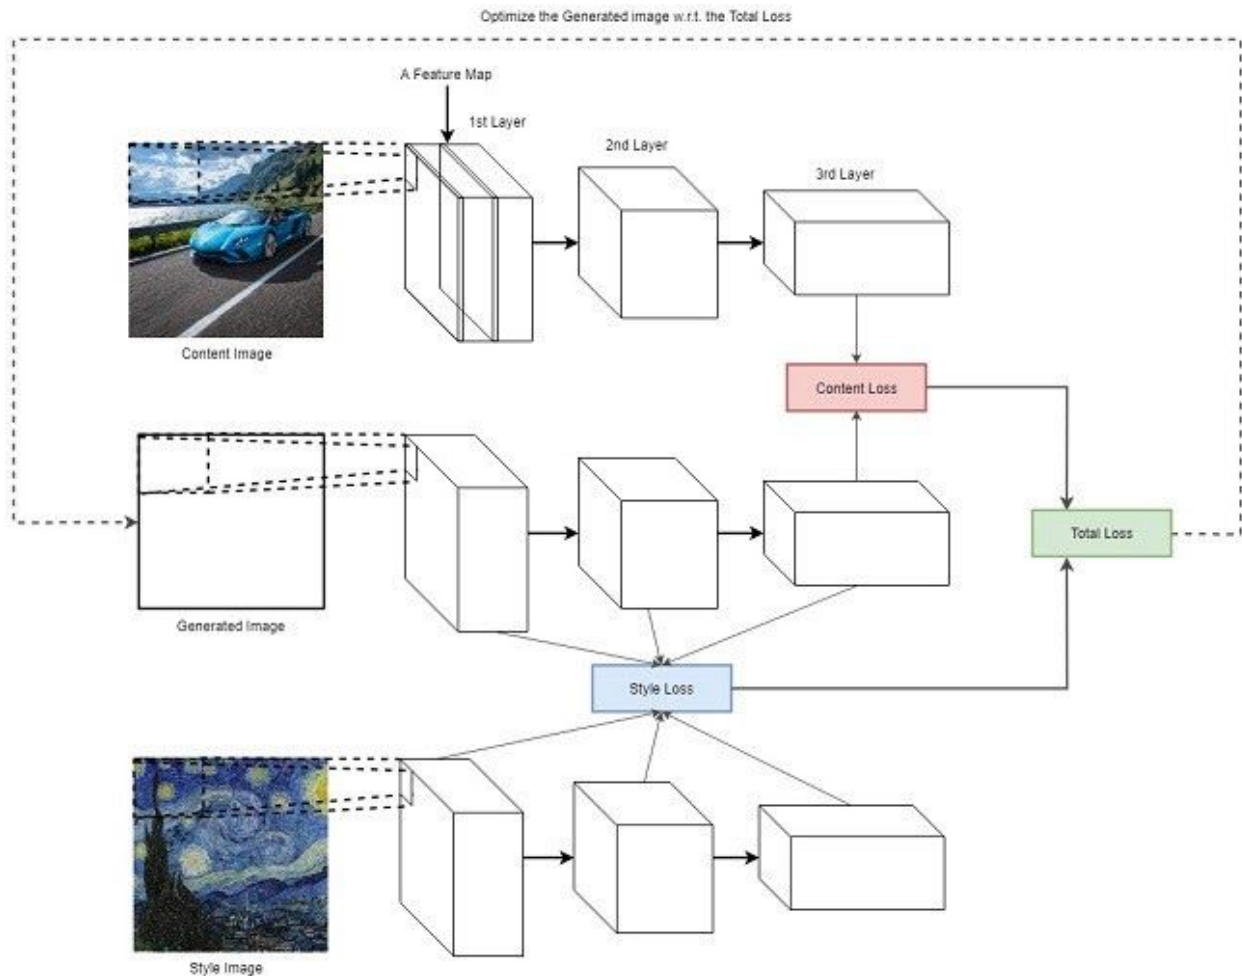 Optimize the Generated image w.r.t. the Total Loss
A Feature Map
1st Layer
2nd Layer
3rd Layer
Content Image
Content Loss
Generated Image
Total Loss
Style Loss
Style Image